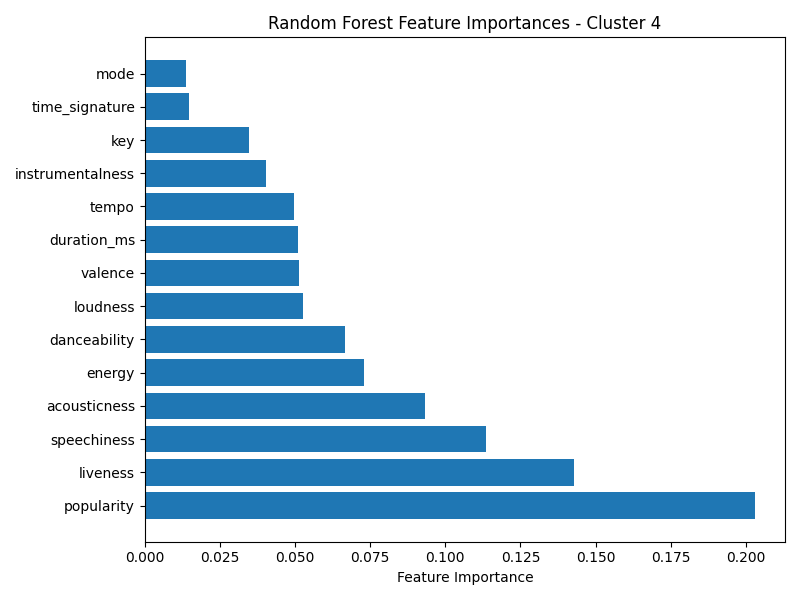 Random Forest Feature Importances - Cluster 4
mode
time_signature
key
instrumentalness
tempo
duration_ms
valence
loudness
danceability
energy
acousticness
speechiness
liveness
popularity
0.000 0.025 0.050 0.075 0.100 0.125 0.150 0.175 0.200
Feature Importance